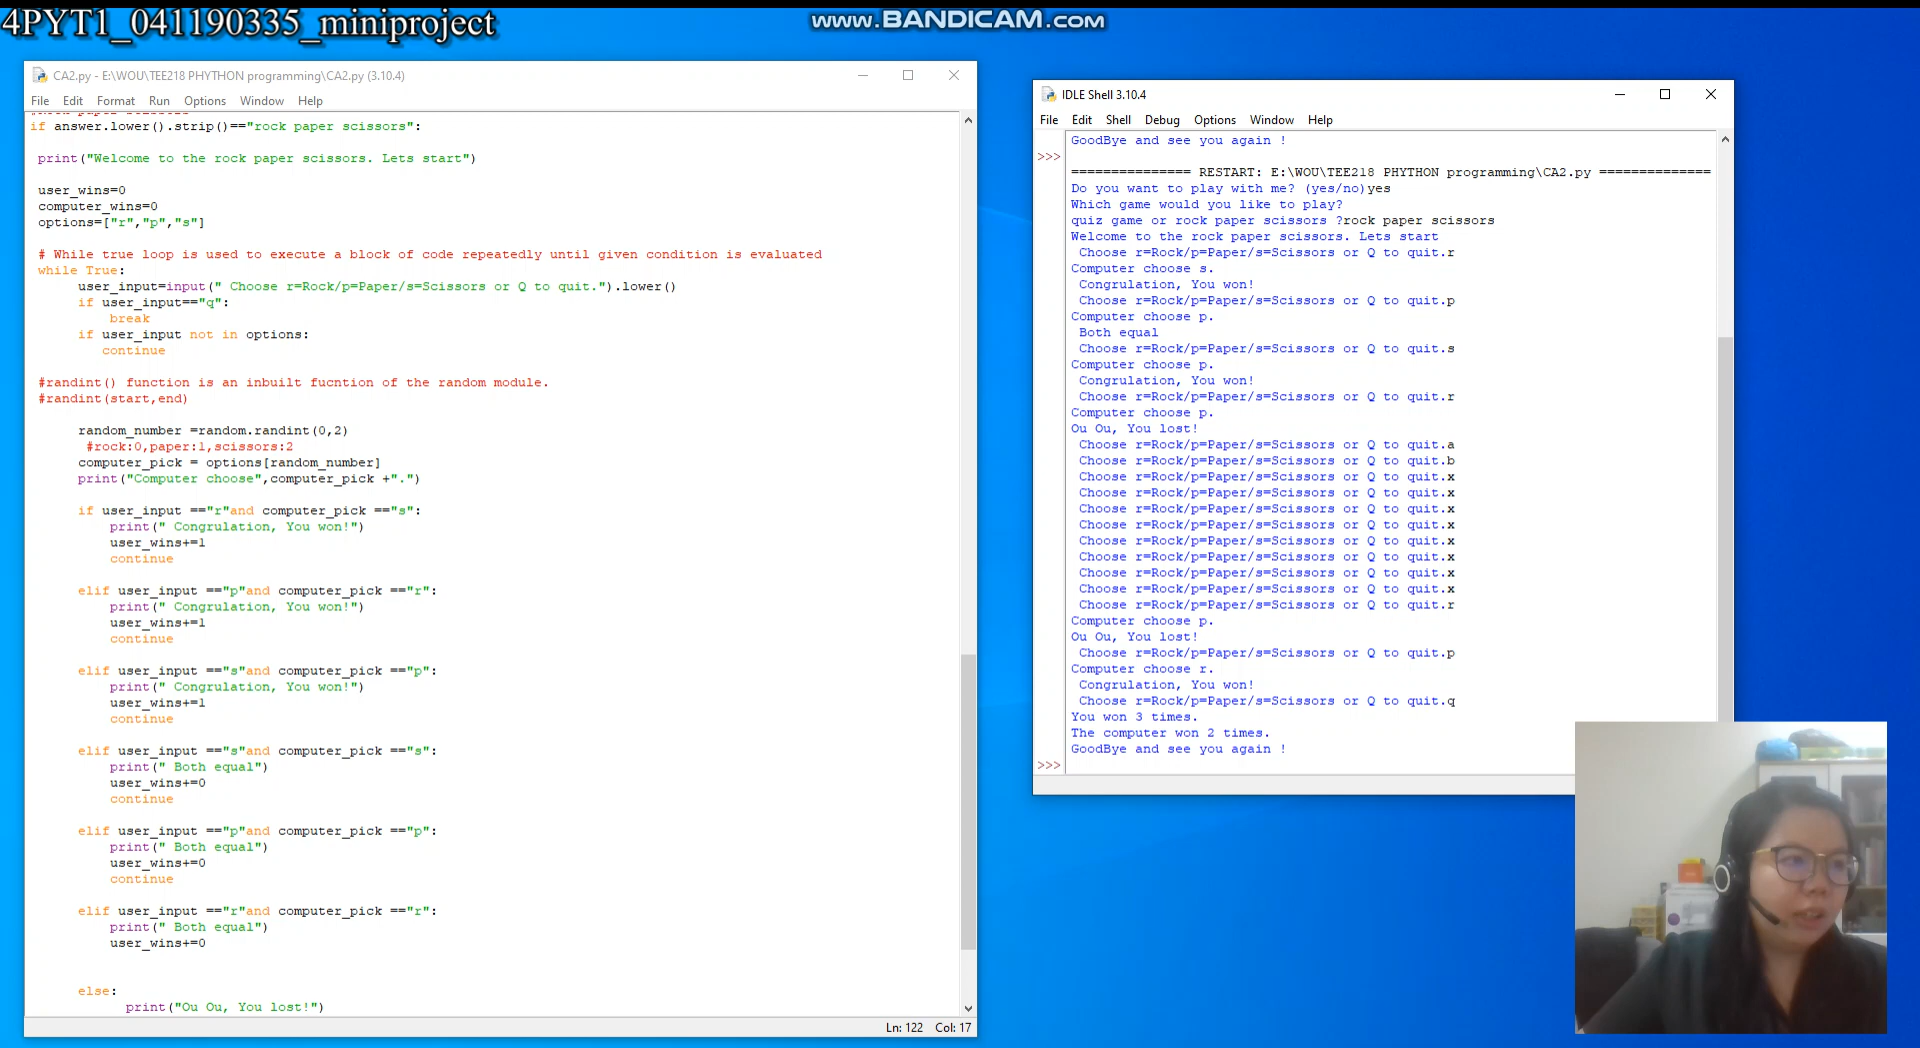 4PYT1_041190335_miniproject
www.BANDICAM.COM
CA2.py - E:\WOU\TEE218 PHYTHON programming\CA2.py (3.10.4)
File Edit Format Run Options Window Help
if answer.lower().strip()=="rock paper scissors":
print("Welcome to the rock paper scissors. Lets start")
user_wins=0
computer_wins=0
options=["r","p","s"]
# While true loop is used to execute a block of code repeatedly until given condition is evaluated
while True:
user_input=input(" Choose r=Rock/p=Paper/s=Scissors or Q to quit.").lower()
if user_input=="q":
break
if user_input not in options:
continue
#randint() function is an inbuilt fucntion of the random module.
#randint(start,end)
random_number =random.randint(0,2)
#rock:0,paper:1,scissors:2
computer_pick = options[random_number]
print("Computer choose",computer_pick +".")
if user_input =="r"and computer_pick =="s":
print(" Congrulation, You won!")
user_wins+=1
continue
elif user_input =="p"and computer_pick =="r":
print(" Congrulation, You won!")
user_wins+=1
continue
elif user_input =="s"and computer_pick =="p":
print(" Congrulation, You won!")
user_wins+=1
continue
elif user_input =="s"and computer_pick =="s":
print(" Both equal")
user_wins+=0
continue
elif user_input =="p"and computer_pick =="p":
print(" Both equal")
user_wins+=0
continue
elif user_input =="r"and computer_pick =="r":
print(" Both equal")
user_wins+=0
else:
print("Ou Ou, You lost!")
Ln: 122 Col: 17
IDLE Shell 3.10.4
File Edit Shell Debug Options Window Help
GoodBye and see you again !
>>>
=============== RESTART: E:\WOU\TEE218 PHYTHON programming\CA2.py ==============
Do you want to play with me? (yes/no)yes
Which game would you like to play?
quiz game or rock paper scissors ?rock paper scissors
Welcome to the rock paper scissors. Lets start
Choose r=Rock/p=Paper/s=Scissors or Q to quit.r
Computer choose s.
Congrulation, You won!
Choose r=Rock/p=Paper/s=Scissors or Q to quit.p
Computer choose p.
Both equal
Choose r=Rock/p=Paper/s=Scissors or Q to quit.s
Computer choose p.
Congrulation, You won!
Choose r=Rock/p=Paper/s=Scissors or Q to quit.r
Computer choose p.
Ou Ou, You lost!
Choose r=Rock/p=Paper/s=Scissors or Q to quit.a
Choose r=Rock/p=Paper/s=Scissors or Q to quit.b
Choose r=Rock/p=Paper/s=Scissors or Q to quit.x
Choose r=Rock/p=Paper/s=Scissors or Q to quit.x
Choose r=Rock/p=Paper/s=Scissors or Q to quit.x
Choose r=Rock/p=Paper/s=Scissors or Q to quit.x
Choose r=Rock/p=Paper/s=Scissors or Q to quit.x
Choose r=Rock/p=Paper/s=Scissors or Q to quit.x
Choose r=Rock/p=Paper/s=Scissors or Q to quit.x
Choose r=Rock/p=Paper/s=Scissors or Q to quit.x
Choose r=Rock/p=Paper/s=Scissors or Q to quit.r
Computer choose p.
Ou Ou, You lost!
Choose r=Rock/p=Paper/s=Scissors or Q to quit.p
Computer choose r.
Congrulation, You won!
Choose r=Rock/p=Paper/s=Scissors or Q to quit.q
You won 3 times.
The computer won 2 times.
GoodBye and see you again !
>>>